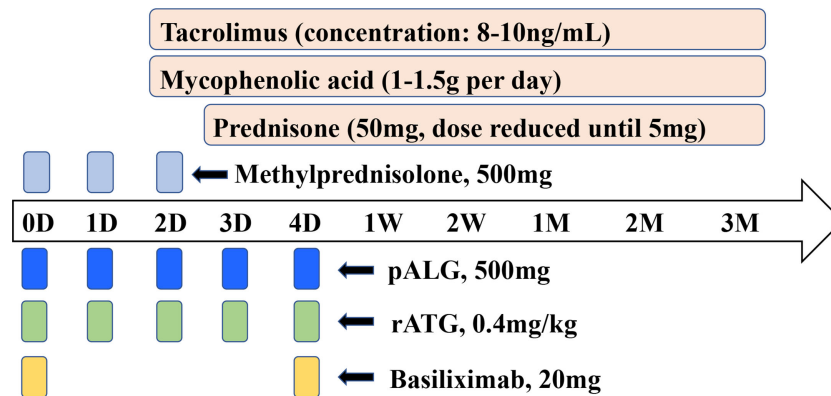 Tacrolimus (concentration: 8-10ng/mL)
Mycophenolic acid (1-1.5g per day)
Prednisone (50mg, dose reduced until 5mg)
Methylprednisolone, 500mg
0D 1D 2D 3D 4D 1W 2W 1M 2M 3M
pALG, 500mg
rATG, 0.4mg/kg
Basiliximab, 20mg